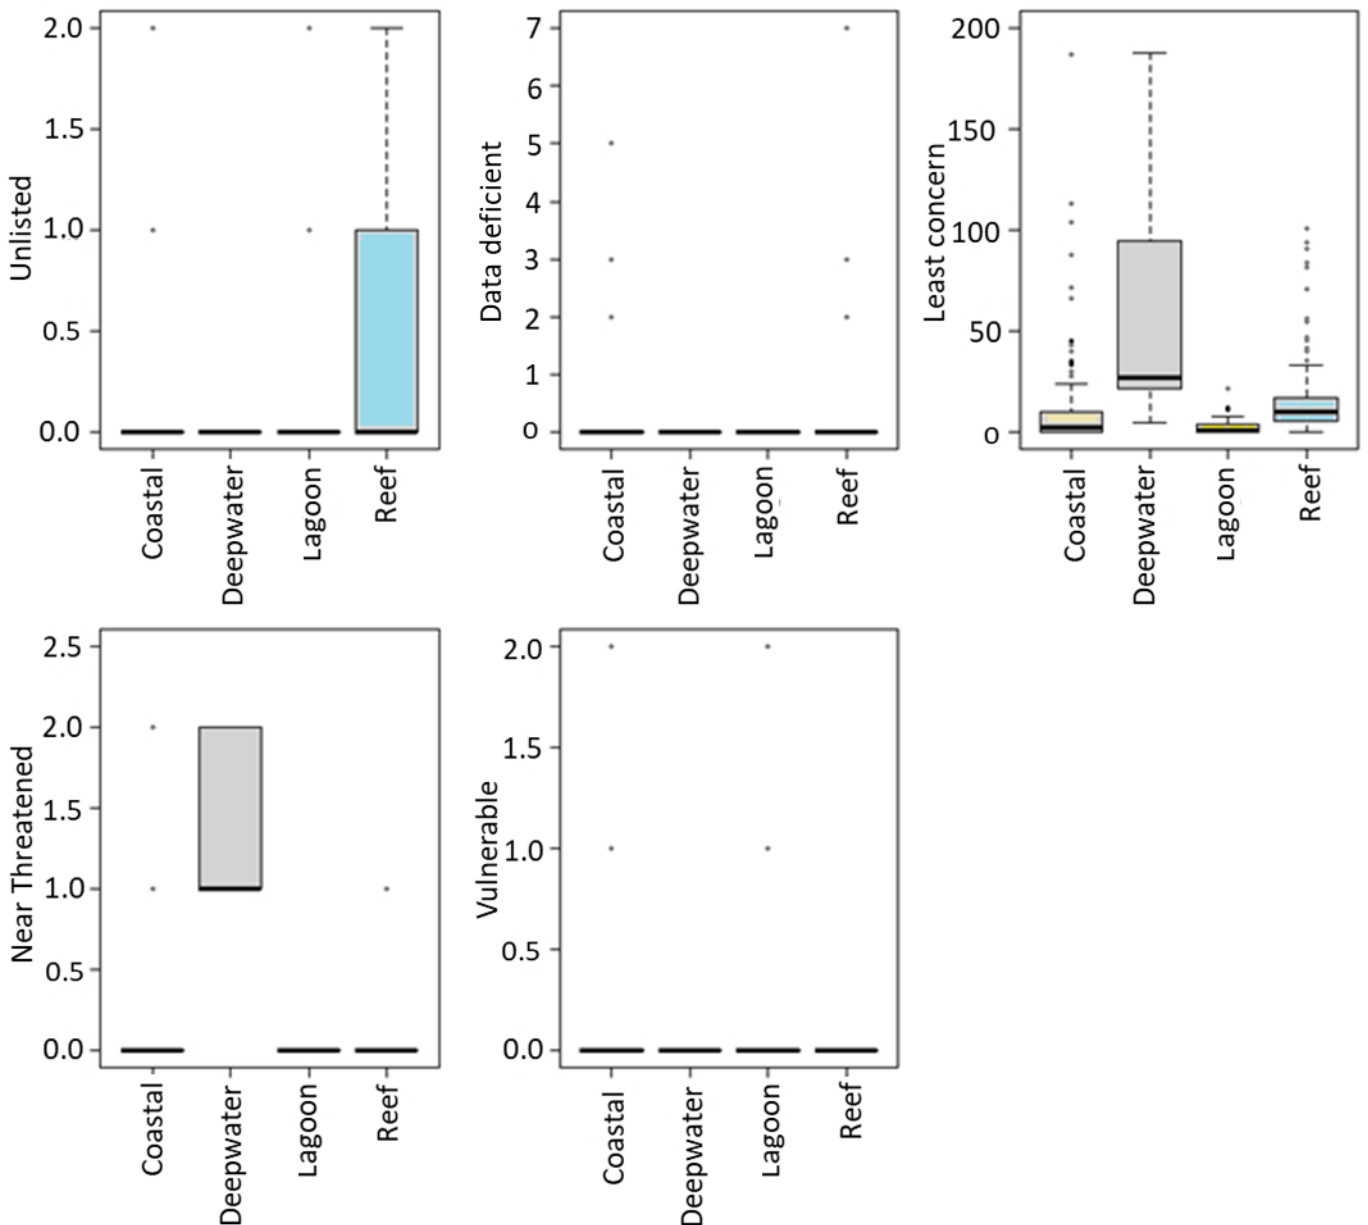 Unlisted
2.0
1.5
1.0
0.5
0.0
Coastal
Deepwater
Lagoon
Reef
Data deficient
7
6
5
4
3
2
1
0
Coastal
Deepwater
Lagoon
Reef
Least concern
200
150
100
50
0
Coastal
Deepwater
Lagoon
Reef
Near Threatened
2.5
2.0
1.5
1.0
0.5
0.0
Coastal
Deepwater
Lagoon
Reef
Vulnerable
2.0
1.5
1.0
0.5
0.0
Coastal
Deepwater
Lagoon
Reef